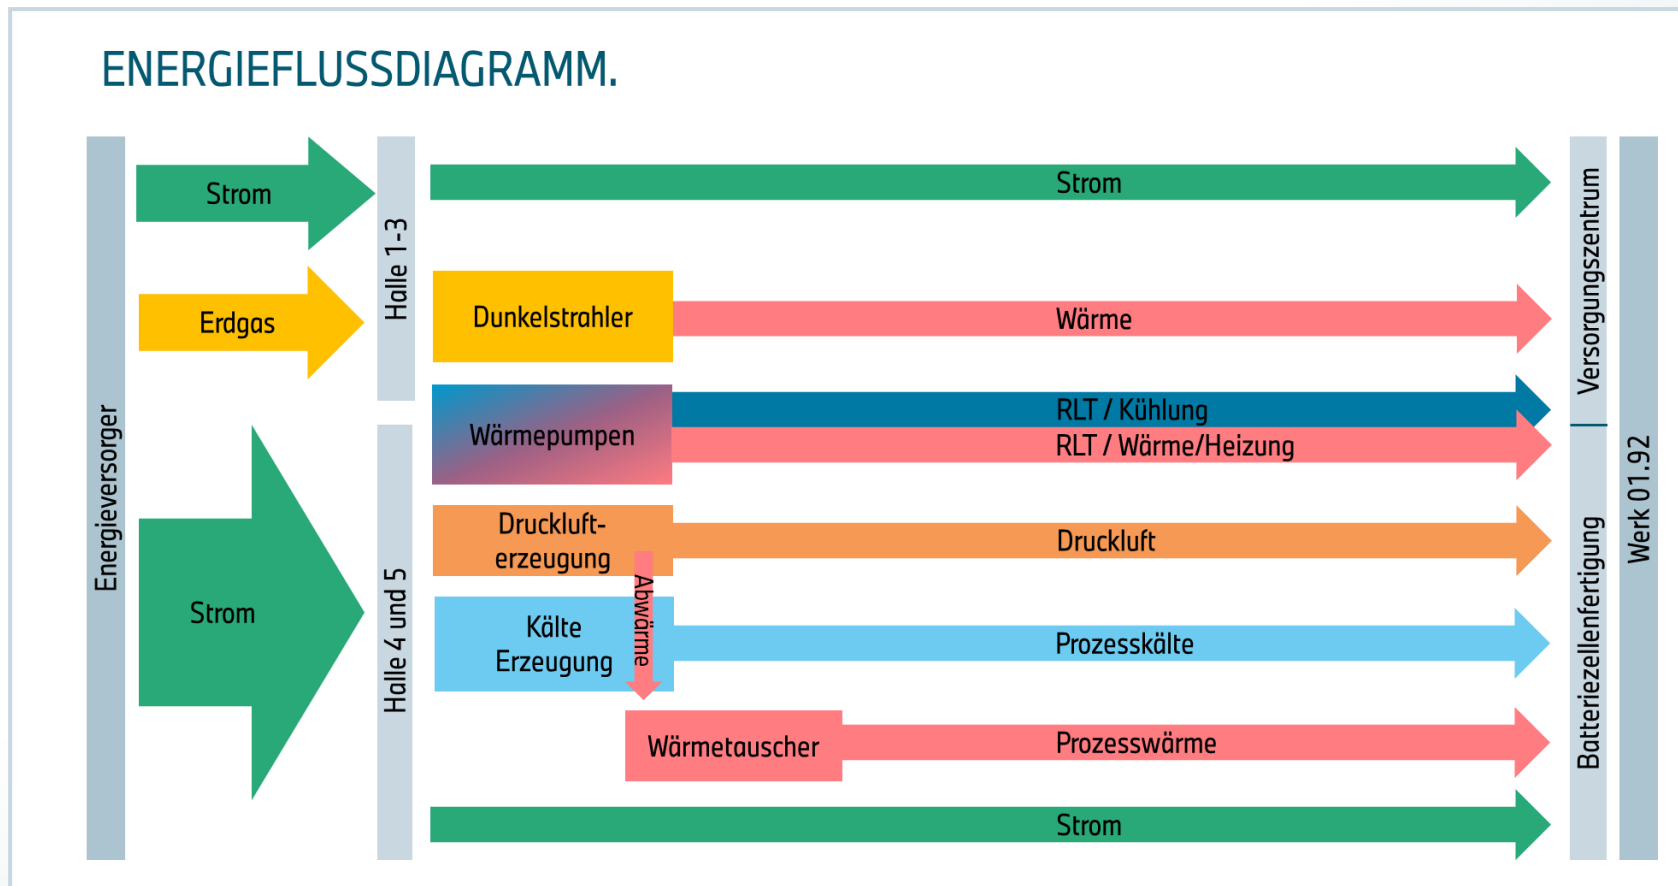 ENERGIEFLUSSDIAGRAMM.
Energieversorger
Strom
Erdgas
Strom
Halle 1-3
Halle 4 und 5
Strom
Dunkelstrahler
Wärme
Wärmepumpen
RLT / Kühlung
RLT / Wärme/Heizung
Druckluft-
erzeugung
Druckluft
Abwärme
Kälte
Erzeugung
Prozesskälte
Wärmetauscher
Prozesswärme
Strom
Versorgungszentrum
Batteriezellenfertigung
Werk 01.92